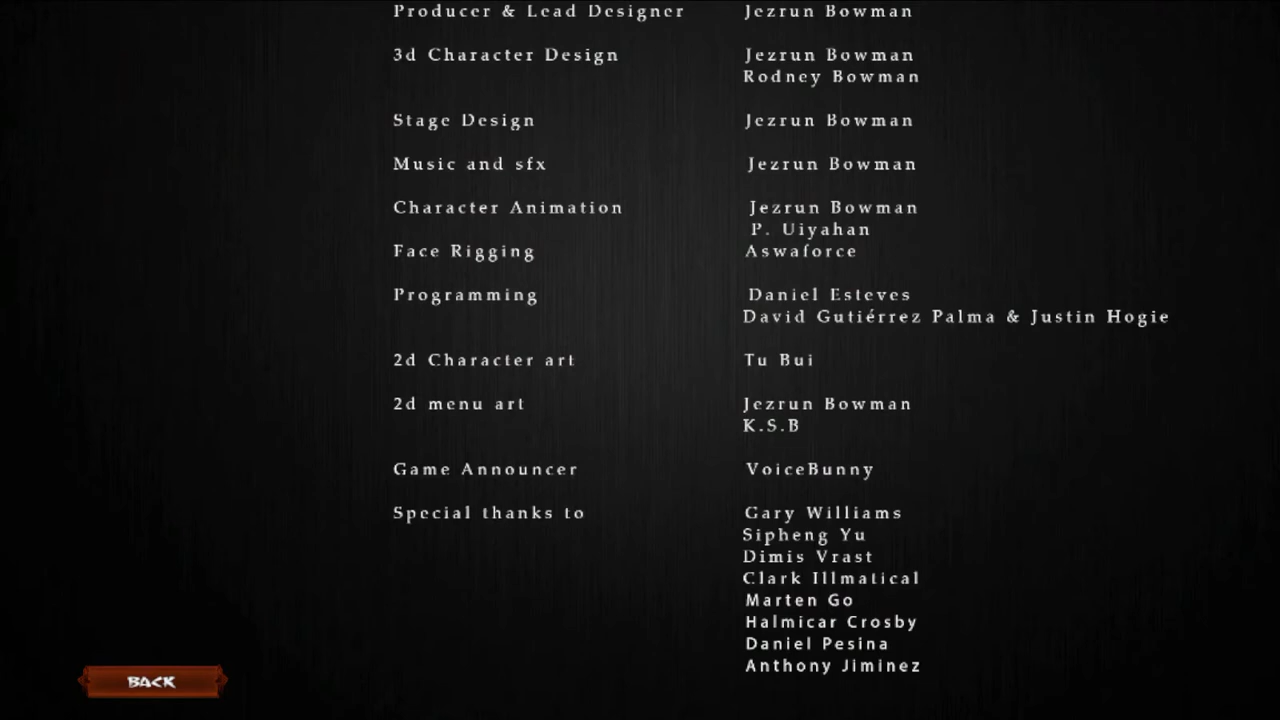 Producer & Lead Designer Jezrun Bowman
3d Character Design Jezrun Bowman
Rodney Bowman
Stage Design Jezrun Bowman
Music and sfx Jezrun Bowman
Character Animation Jezrun Bowman
P. Uiyahan
Face Rigging Aswaforce
Programming Daniel Esteves
David Gutiérrez Palma & Justin Hogie
2d Character art Tu Bui
2d menu art Jezrun Bowman
K.S.B
Game Announcer VoiceBunny
Special thanks to Gary Williams
Sipheng Yu
Dimis Vrast
Clark Illmatical
Marten Go
Halmicar Crosby
Daniel Pesina
Anthony Jiminez
BACK